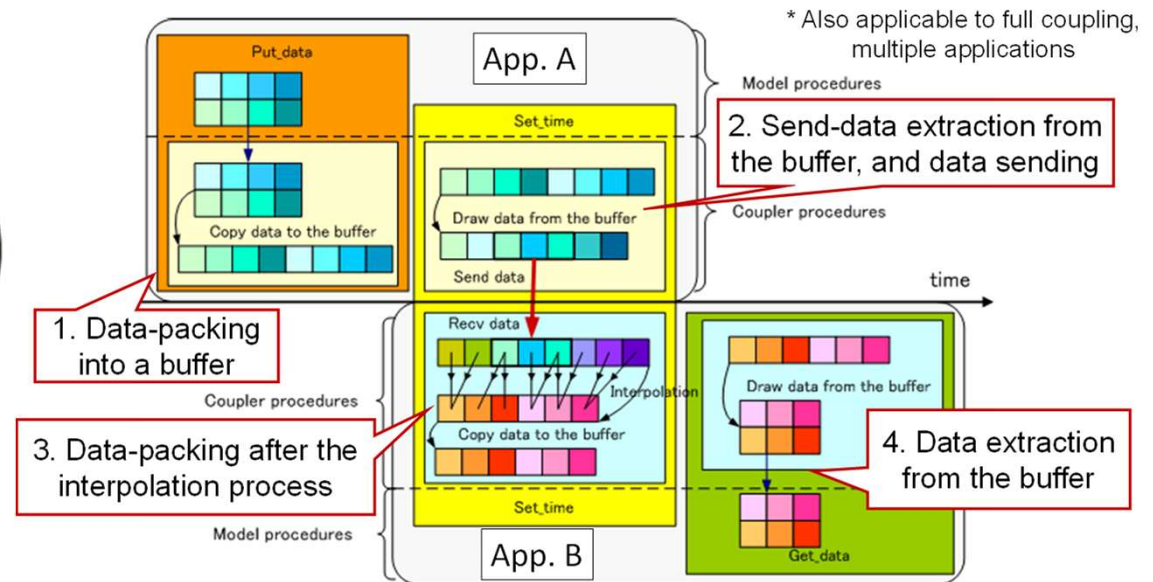 * Also applicable to full coupling,
multiple applications
Put_data
App. A
Model procedures
Set_time
2. Send-data extraction from
the buffer, and data sending
Draw data from the buffer
Coupler procedures
Copy data to the buffer
Send data
time
1. Data-packing
into a buffer
Recv data
Interpolation
Draw data from the buffer
Coupler procedures
Copy data to the buffer
3. Data-packing after the
interpolation process
4. Data extraction
from the buffer
Set_time
Model procedures
App. B
Get_data